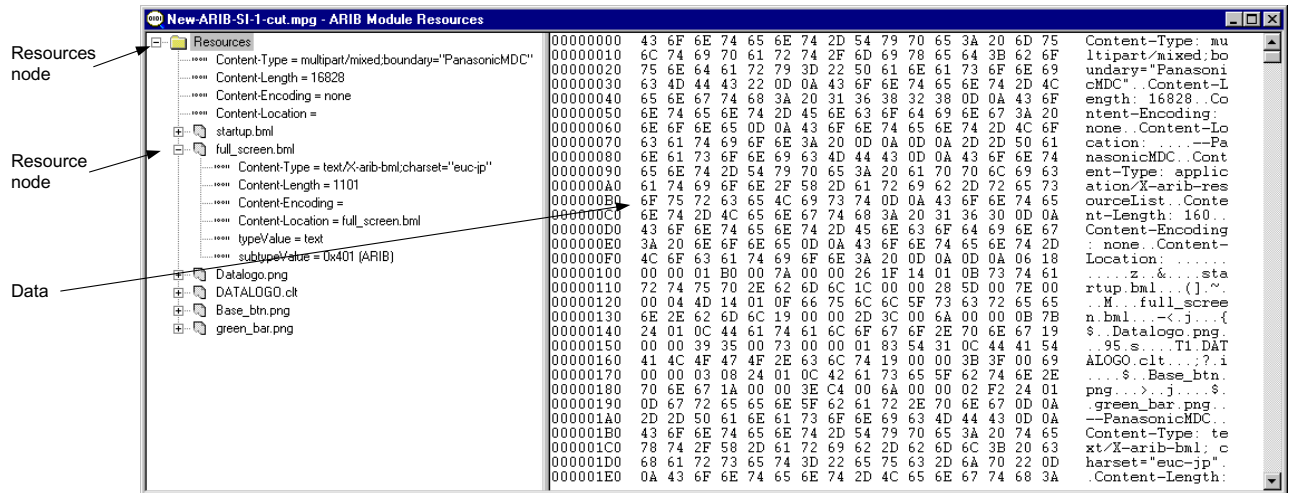 New-ARIB-SI-1-cut.mpg - ARIB Module Resources
Resources node
Resource node
Data
Resources
Content-Type = multipart/mixed;boundary="PanasonicMDC"
Content-Length = 16828
Content-Encoding = none
Content-Location =
startup.bml
full_screen.bml
Content-Type = text/X-arib-bml;charset="euc-jp"
Content-Length = 1101
Content-Encoding =
Content-Location = full_screen.bml
typeValue = text
subtypeValue = 0x401 (ARIB)
Datalogo.png
DATALOGO.clt
Base_btn.png
green_bar.png
00000000 43 6F 6E 74 65 6E 74 2D 54 79 70 65 3A 20 6D 75 Content-Type: mu
00000010 6C 74 69 70 61 72 74 2F 6D 69 78 65 64 3B 62 6F ltipart/mixed;bo
00000020 75 6E 64 61 72 79 3D 22 50 61 6E 61 73 6F 6E 69 undary="Panasoni
00000030 63 4D 44 43 22 0D 0A 43 6F 6E 74 65 6E 74 2D 4C cMDC"..Content-L
00000040 65 6E 67 74 68 3A 20 31 36 38 32 38 0D 0A 43 6F ength: 16828..Co
00000050 6E 74 65 6E 74 2D 45 6E 63 6F 64 69 6E 67 3A 20 ntent-Encoding:
00000060 6E 6F 6E 65 0D 0A 43 6F 6E 74 65 6E 74 2D 4C 6F none..Content-Lo
00000070 63 61 74 69 6F 6E 3A 20 0D 0A 0D 0A 2D 2D 50 61 cation: ....--Pa
00000080 6E 61 73 6F 6E 69 63 4D 44 43 0D 0A 43 6F 6E 74 nasonicMDC..Cont
00000090 65 6E 74 2D 54 79 70 65 3A 20 61 70 70 6C 69 63 ent-Type: applic
000000A0 61 74 69 6F 6E 2F 58 2D 61 72 69 62 2D 72 65 73 ation/X-arib-res
000000B0 6F 75 72 63 65 4C 69 73 74 0D 0A 43 6F 6E 74 65 ourceList..Conte
000000C0 6E 74 2D 4C 65 6E 67 74 68 3A 20 31 36 30 0D 0A nt-Length: 160..
000000D0 43 6F 6E 74 65 6E 74 2D 45 6E 63 6F 64 69 6E 67 Content-Encoding
000000E0 3A 20 6E 6F 6E 65 0D 0A 43 6F 6E 74 65 6E 74 2D : none..Content-
000000F0 4C 6F 63 61 74 69 6F 6E 3A 20 0D 0A 0D 0A 06 18 Location: ......
00000100 00 00 01 B0 00 7A 00 00 26 1F 14 01 0B 73 74 61 .....z..&....sta
00000110 72 74 75 70 2E 62 6D 6C 1C 00 00 28 5D 00 7E 00 rtup.bml...(].~.
00000120 00 04 4D 14 01 0F 66 75 6C 6C 5F 73 63 72 65 65 ..M...full_scree
00000130 6E 2E 62 6D 6C 19 00 00 2D 3C 00 6A 00 00 0B 7B n.bml...-<.j...{
00000140 24 01 0C 44 61 74 61 6C 6F 67 6F 2E 70 6E 67 19 $..Datalogo.png.
00000150 00 00 39 35 00 73 00 00 01 83 54 31 0C 44 41 54 ..95.s....T1.DAT
00000160 41 4C 4F 47 4F 2E 63 6C 74 19 00 00 3B 3F 00 69 ALOGO.clt...;?.i
00000170 00 00 03 08 24 01 0C 42 61 73 65 5F 62 74 6E 2E ....$..Base_btn.
00000180 70 6E 67 1A 00 00 3E C4 00 6A 00 00 02 F2 24 01 png...>..j....$.
00000190 0D 67 72 65 65 6E 5F 62 61 72 2E 70 6E 67 0D 0A .green_bar.png..
000001A0 2D 2D 50 61 6E 61 73 6F 6E 69 63 4D 44 43 0D 0A --PanasonicMDC..
000001B0 43 6F 6E 74 65 6E 74 2D 54 79 70 65 3A 20 74 65 Content-Type: te
000001C0 78 74 2F 58 2D 61 72 69 62 2D 62 6D 6C 3B 20 63 xt/X-arib-bml; c
000001D0 68 61 72 73 65 74 3D 22 65 75 63 2D 6A 70 22 0D harset="euc-jp".
000001E0 0A 43 6F 6E 74 65 6E 74 2D 4C 65 6E 67 74 68 3A .Content-Length: